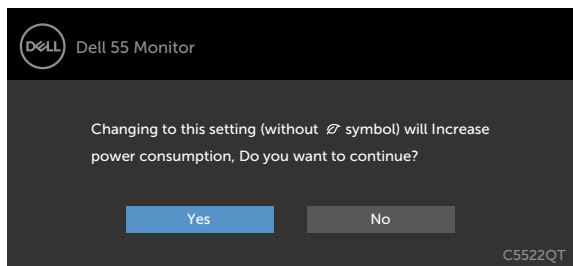 DELL
Dell 55 Monitor
Changing to this setting (without symbol) will Increase
power consumption, Do you want to continue?
Yes
No
C5522QT